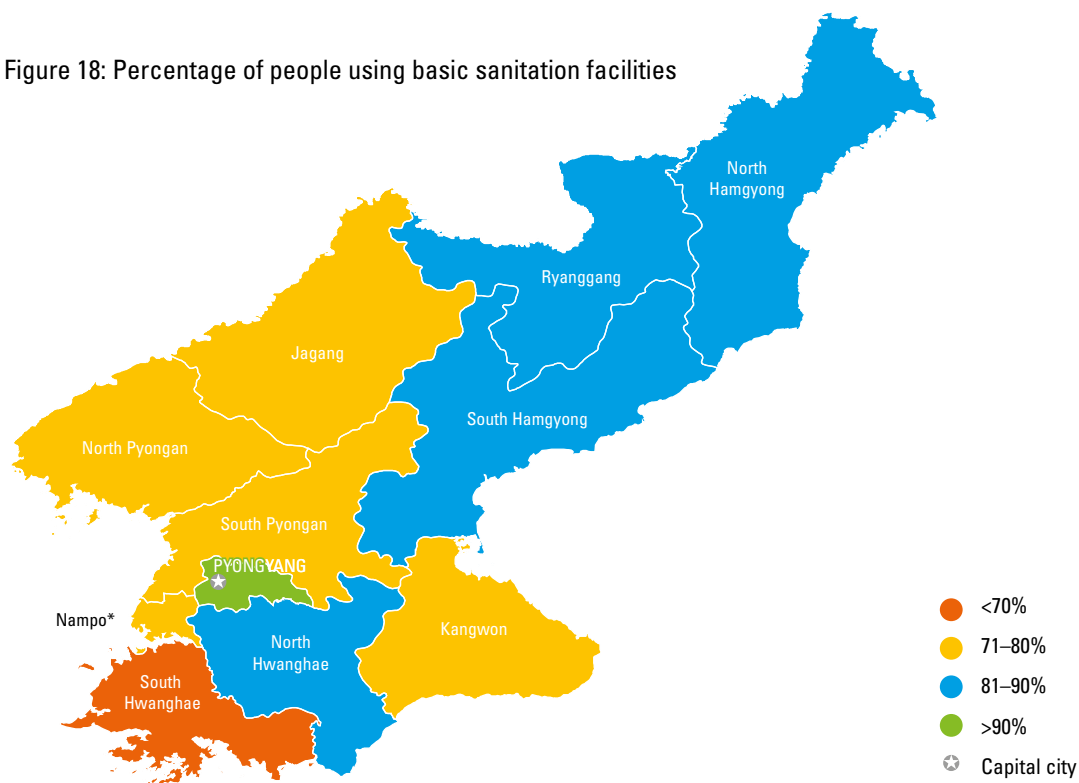 Figure 18: Percentage of people using basic sanitation facilities
North
Hamgyong
Ryanggang
Jagang
South Hamgyong
North Pyongan
South Pyongan
PYONGYANG
Nampo*
Kangwon
North
Hwanghae
South
Hwanghae
<70%
71–80%
81–90%
>90%
Capital city